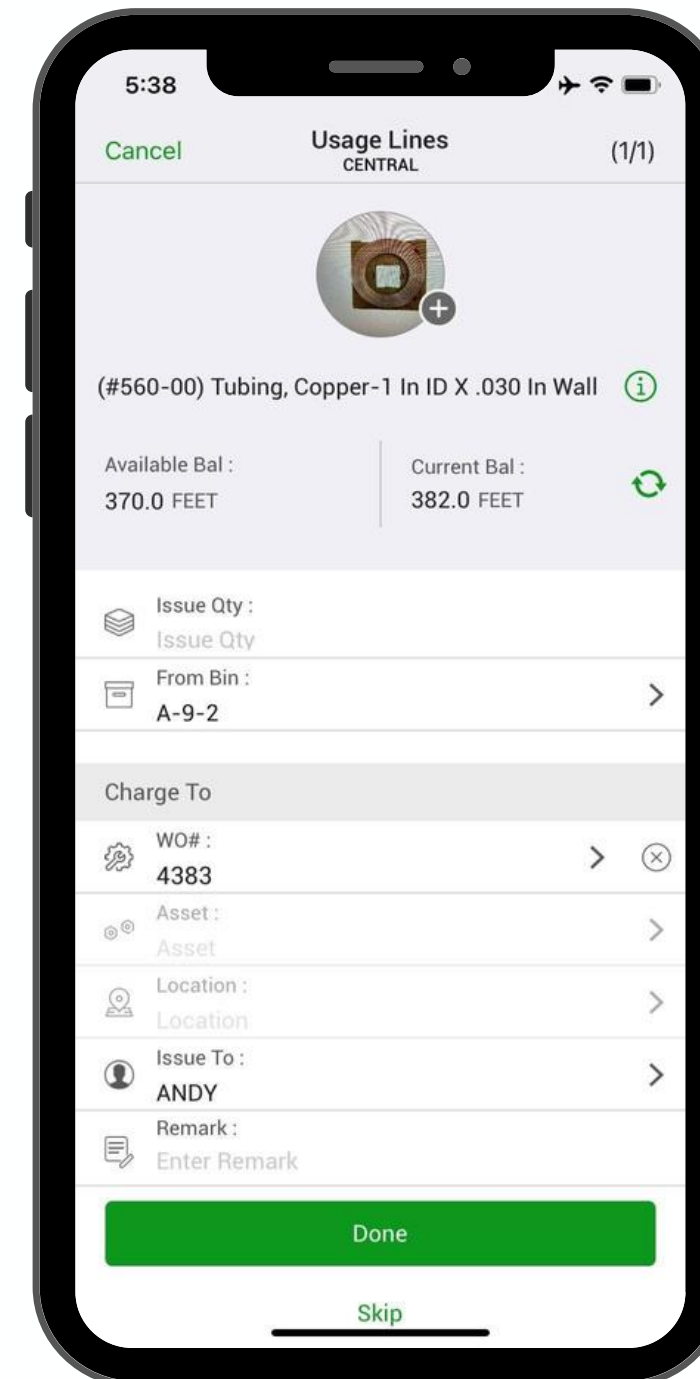 5:38
Cancel
Usage Lines
(1/1)
CENTRAL
(#560-00) Tubing, Copper-1 In ID X .030 In Wall
Available Bal :
Current Bal :
370.0 FEET
382.0 FEET
Issue Qty :
Issue Qty
From Bin :
A-9-2
Charge To
WO# :
4383
Asset :
Asset
Location :
Location
Issue To :
ANDY
Remark :
Enter Remark
Done
Skip